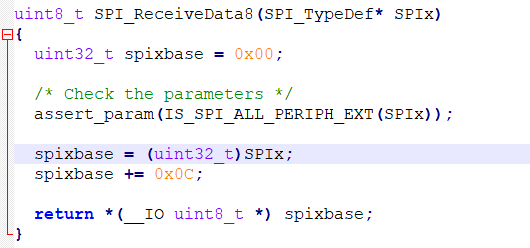 uint8_t SPI_ReceiveData8(SPI_TypeDef* SPIx)
{
  uint32_t spixbase = 0x00;

  /* Check the parameters */
  assert_param(IS_SPI_ALL_PERIPH_EXT(SPIx));

  spixbase = (uint32_t)SPIx;
  spixbase += 0x0C;

  return *(__IO uint8_t *) spixbase;
}